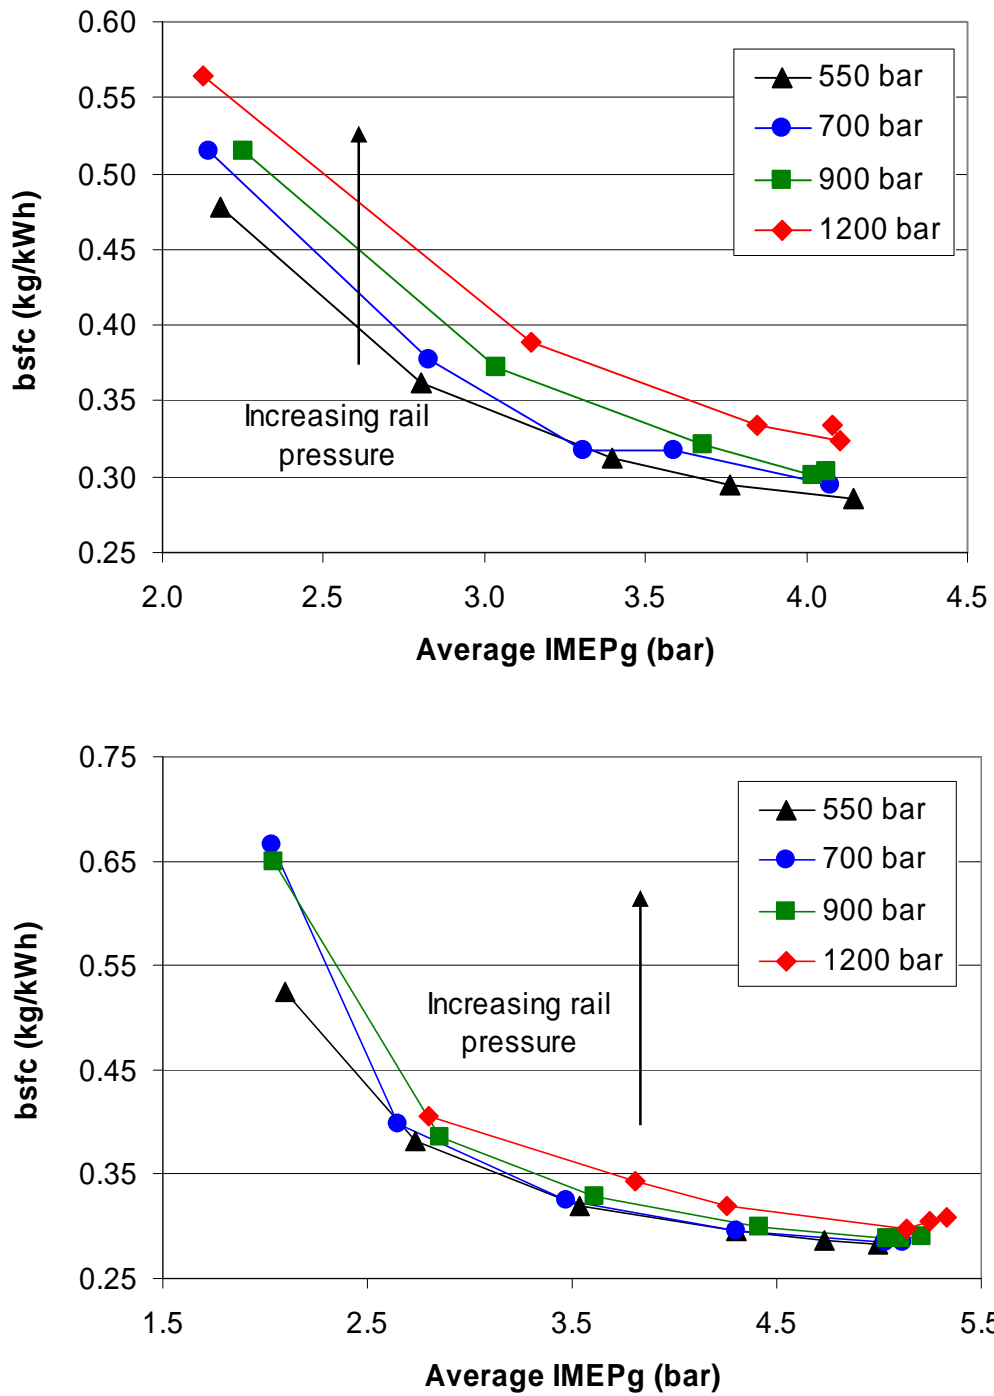 0.60
0.55
0.50
0.45
0.40
0.35
0.30
0.25
bsfc (kg/kWh)
550 bar
700 bar
900 bar
1200 bar
Increasing rail
pressure
2.0 2.5 3.0 3.5 4.0 4.5
Average IMEPg (bar)
0.75
0.65
0.55
0.45
0.35
0.25
bsfc (kg/kWh)
550 bar
700 bar
900 bar
1200 bar
Increasing rail
pressure
1.5 2.5 3.5 4.5 5.5
Average IMEPg (bar)